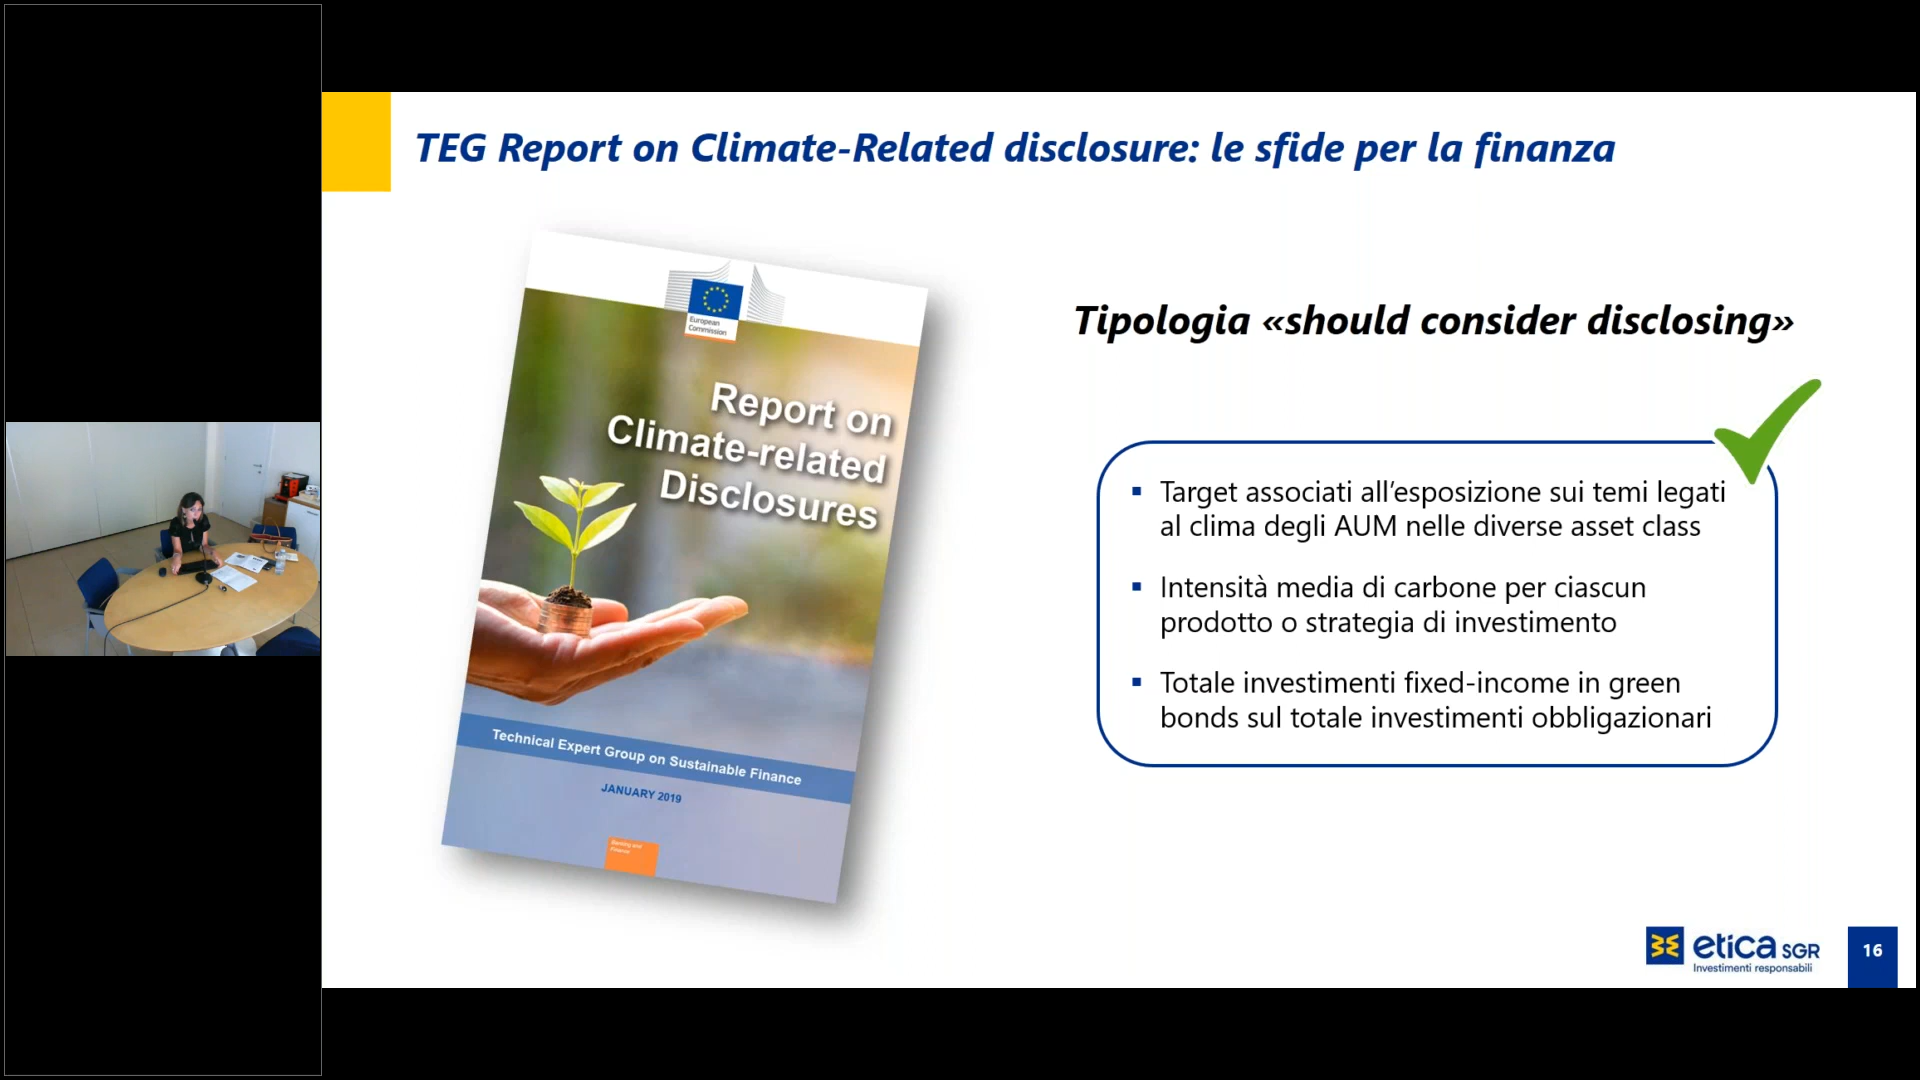 TEG Report on Climate-Related disclosure: le sfide per la finanza
European
Commission
Report on
Climate-related
Disclosures
Technical Expert Group on Sustainable Finance
JANUARY 2019
Banking and
Finance
Tipologia «should consider disclosing»
▪ Target associati all’esposizione sui temi legati
al clima degli AUM nelle diverse asset class
▪ Intensità media di carbone per ciascun
prodotto o strategia di investimento
▪ Totale investimenti fixed-income in green
bonds sul totale investimenti obbligazionari
etica SGR
Investimenti responsabili
16